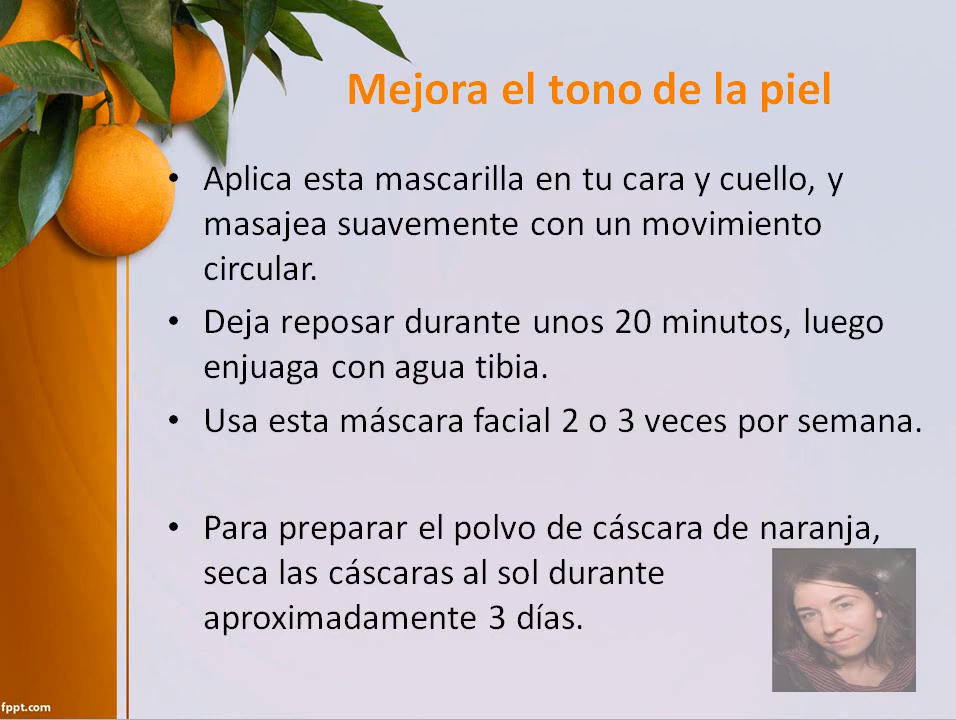 Mejora el tono de la piel
• Aplica esta mascarilla en tu cara y cuello, y
masajea suavemente con un movimiento
circular.
• Deja reposar durante unos 20 minutos, luego
enjuaga con agua tibia.
• Usa esta máscara facial 2 o 3 veces por semana.
• Para preparar el polvo de cáscara de naranja,
seca las cáscaras al sol durante
aproximadamente 3 días.
fppt.com